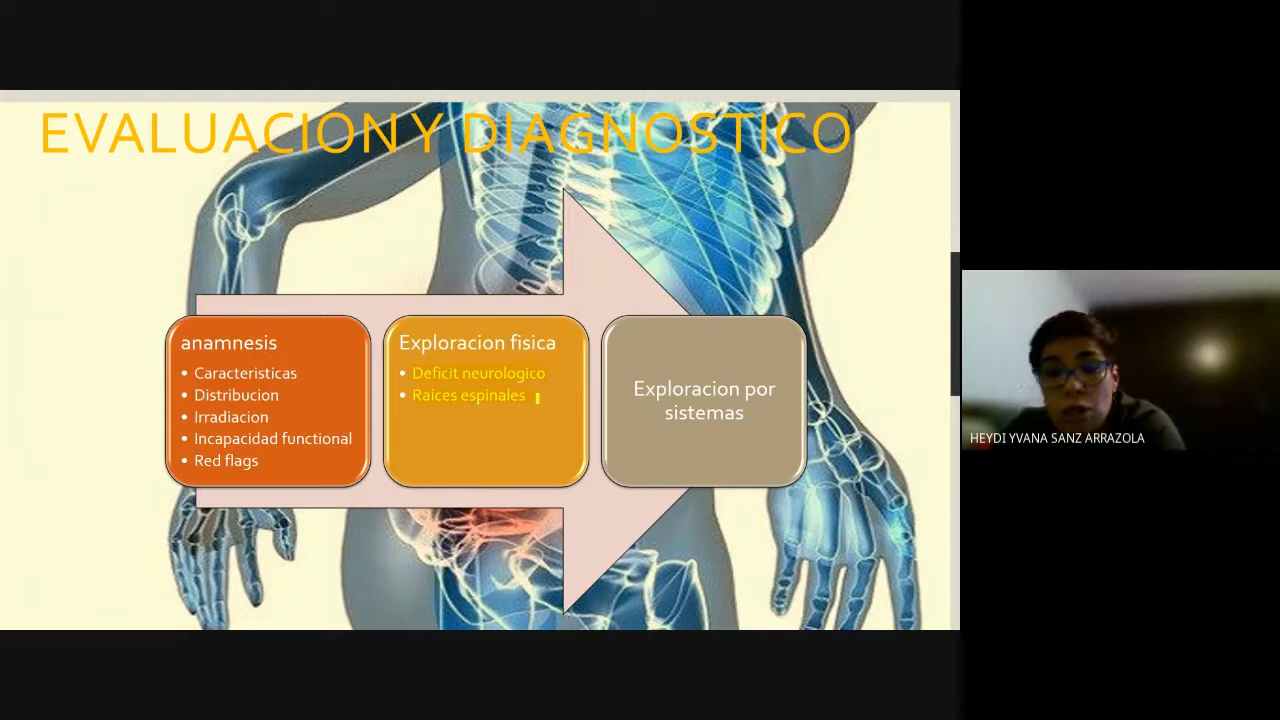 EVALUACION Y DIAGNOSTICO
anamnesis
• Caracteristicas
• Distribucion
• Irradiacion
• Incapacidad functional
• Red flags
Exploracion fisica
• Deficit neurologico
• Raices espinales
Exploracion por
sistemas
HEYDI YVANA SANZ ARRAZOLA